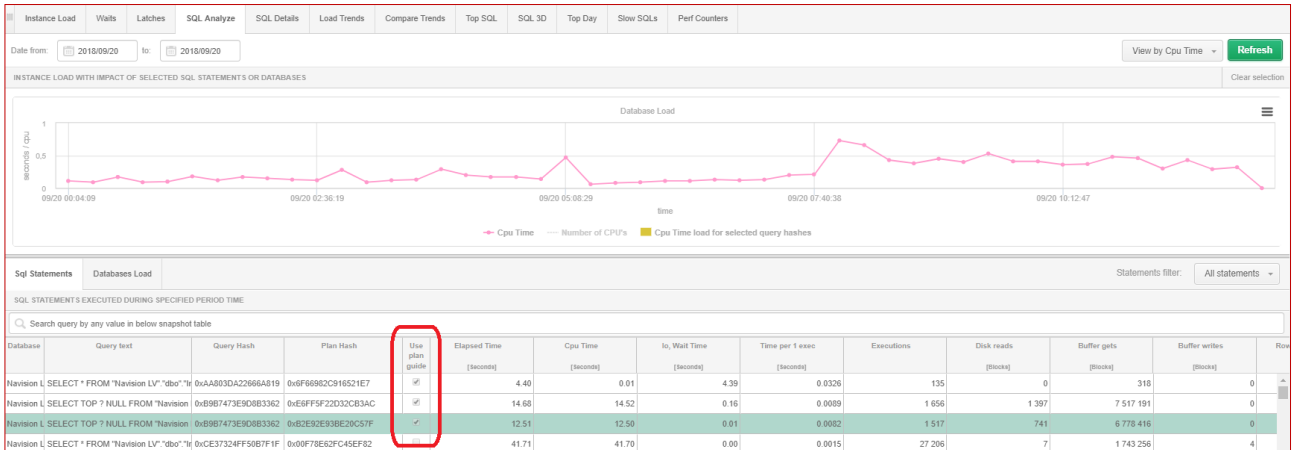 Instance Load Waits Latches SQL Analyze SQL Details Load Trends Compare Trends Top SQL SQL 3D Top Day Slow SQLs Perf Counters
Date from: 2018/09/20 to: 2018/09/20 View by Cpu Time Refresh
INSTANCE LOAD WITH IMPACT OF SELECTED SQL STATEMENTS OR DATABASES Clear selection
Database Load
seconds / cpu
1
0.5
0
09/20 00:04.09 09/20 02:36:19 09/20 05:08.29 09/20 07:40:38 09/20 10:12.47
time
Cpu Time Number of CPU's Cpu Time load for selected query hashes
Sql Statements Databases Load Statements filter: All statements
SQL STATEMENTS EXECUTED DURING SPECIFIED PERIOD TIME
Search query by any value in below snapshot table
Database Query text Query Hash Plan Hash Use plan guide Elapsed Time Cpu Time Io, Wait Time Time per 1 exec Executions Disk reads Buffer gets Buffer writes Row
[Seconds] [Seconds] [Seconds] [Seconds] [Blocks] [Blocks] [Blocks]
Navision L SELECT * FROM "Navision LV"."dbo"."Ir 0xAA803DA22666A819 0x6F66982C916521E7 4.40 0.01 4.39 0.0326 135 0 318 0
Navision L SELECT TOP ? NULL FROM "Navision 0xB9B7473E9D8B3362 0xE6FF5F22D32CB3AC 14.68 14.52 0.16 0.0089 1 656 1 397 7 517 191 0
Navision L SELECT TOP ? NULL FROM "Navision 0xB9B7473E9D8B3362 0xB2E92E93BE20C57F 12.51 12.50 0.01 0.0082 1 517 741 6 778 416 0
Navision L SELECT * FROM "Navision LV"."dbo"."Ir 0xCE37324FF50B7F1F 0x00F78E62FC45EF82 41.71 41.70 0.00 0.0015 27 206 7 1 743 256 4